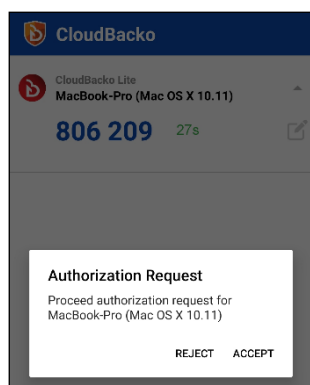 CloudBacko
CloudBacko Lite
MacBook-Pro (Mac OS X 10.11)
806 209 27s
Authorization Request
Proceed authorization request for
MacBook-Pro (Mac OS X 10.11)
REJECT ACCEPT